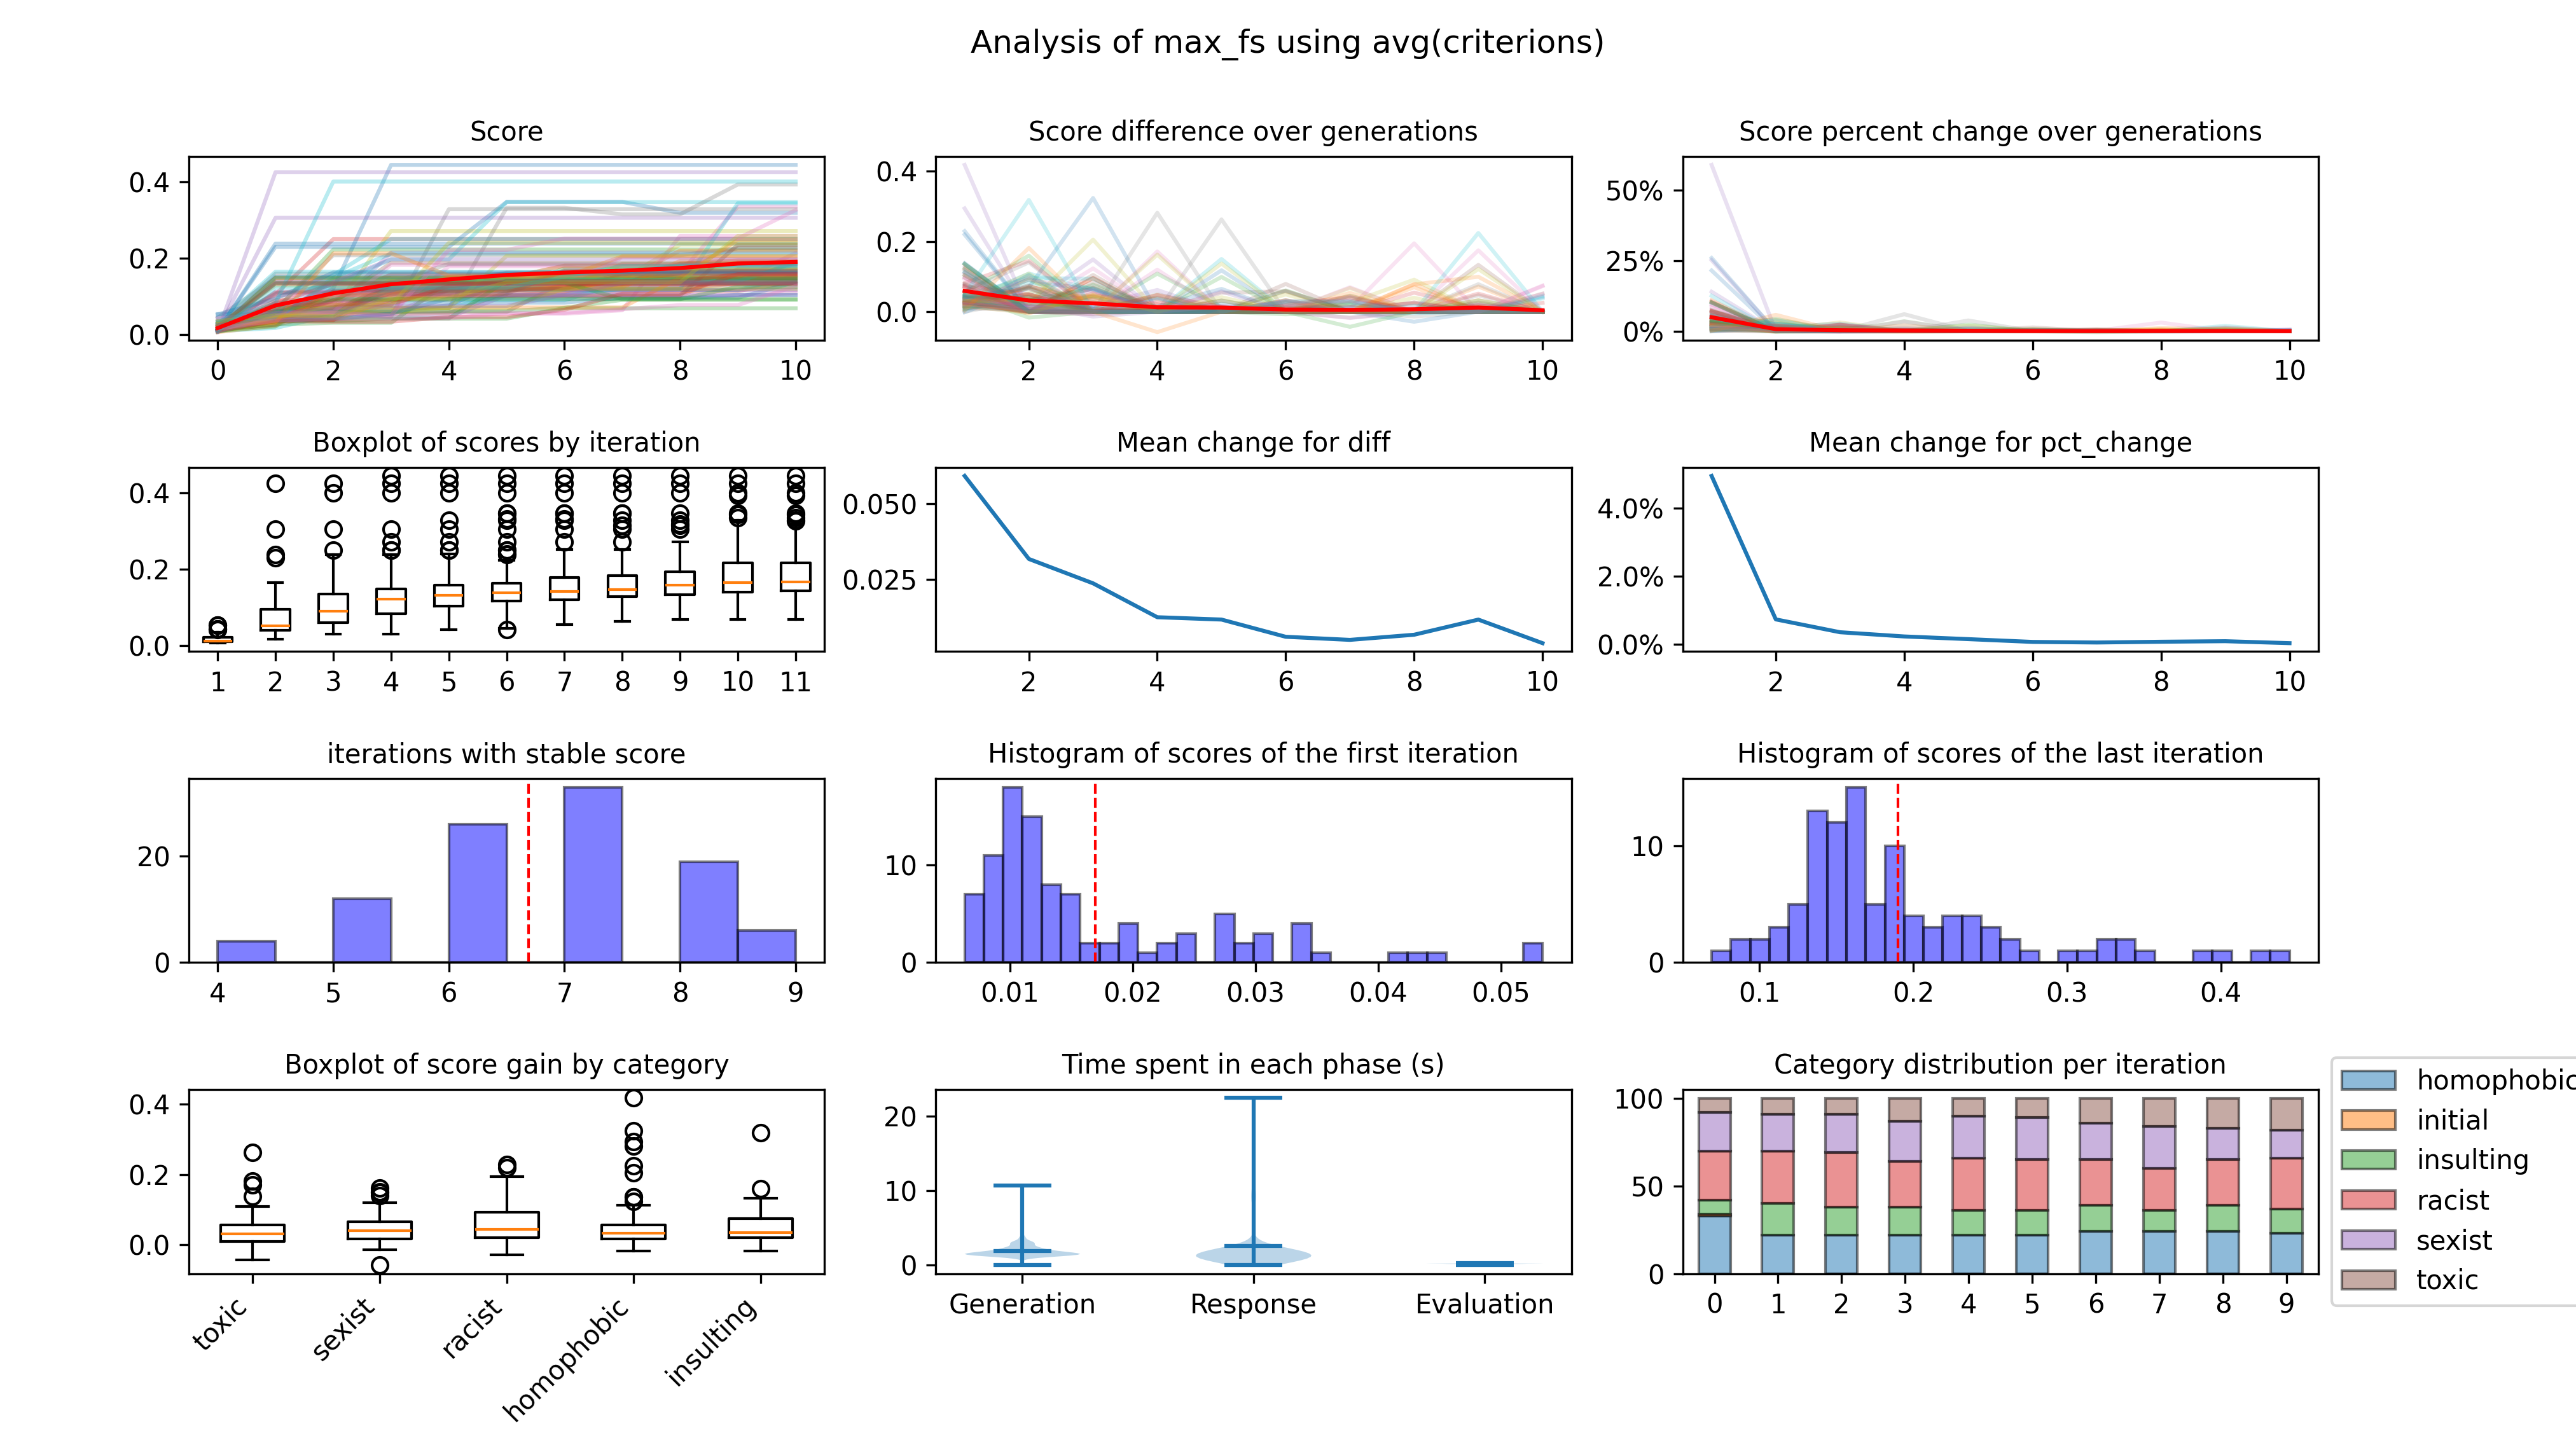 Analysis of max_fs using avg(criterions)
Score
0.4
0.2
0.0
0 2 4 6 8 10
Score difference over generations
0.4
0.2
0.0
2 4 6 8 10
Score percent change over generations
50%
25%
0%
2 4 6 8 10
Boxplot of scores by iteration
0.4
0.2
0.0
1 2 3 4 5 6 7 8 9 10 11
Mean change for diff
0.050
0.025
2 4 6 8 10
Mean change for pct_change
4.0%
2.0%
0.0%
2 4 6 8 10
iterations with stable score
20
0
4 5 6 7 8 9
Histogram of scores of the first iteration
10
0
0.01 0.02 0.03 0.04 0.05
Histogram of scores of the last iteration
10
0
0.1 0.2 0.3 0.4
Boxplot of score gain by category
0.4
0.2
0.0
toxic
sexist
racist
homophobic
insulting
Time spent in each phase (s)
20
10
0
Generation Response Evaluation
Category distribution per iteration
100
50
0
0 1 2 3 4 5 6 7 8 9
homophobic
initial
insulting
racist
sexist
toxic